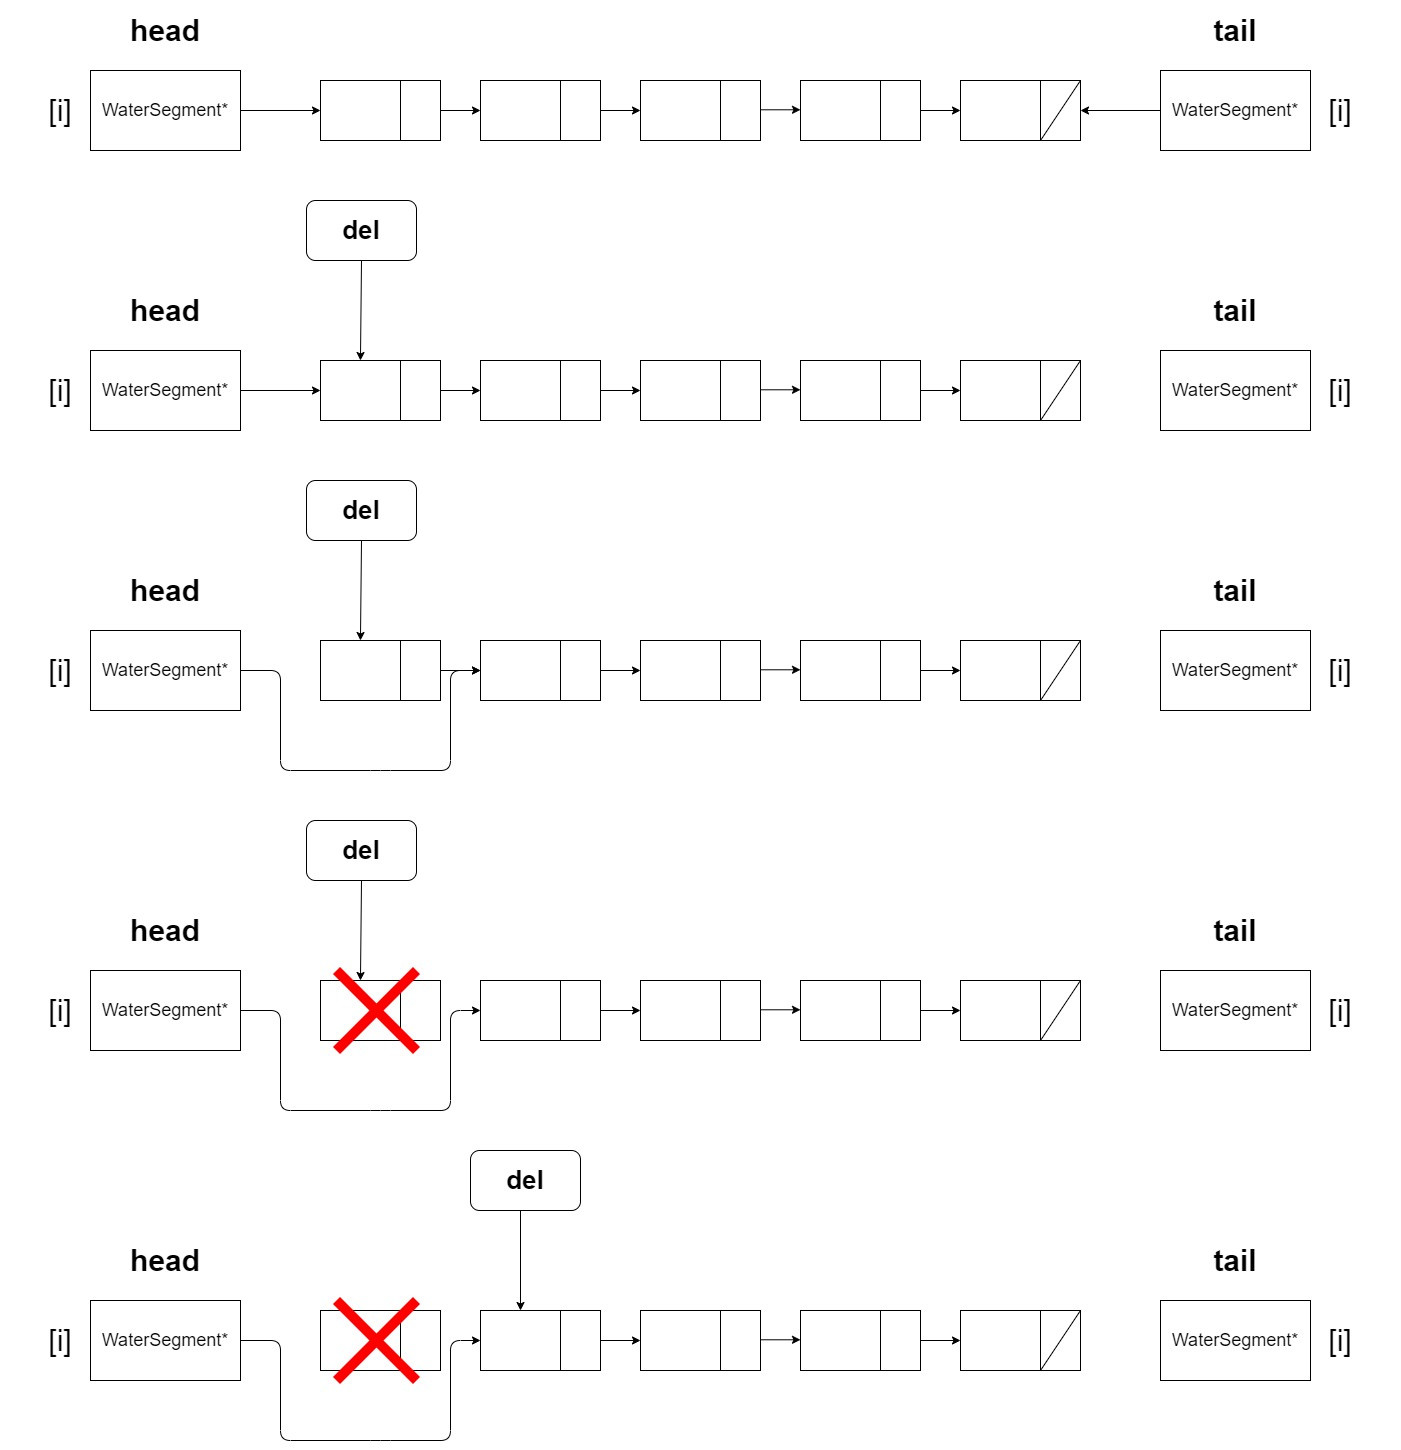 head
tail
[i]
WaterSegment*
WaterSegment*
[i]
del
head
tail
[i]
WaterSegment*
WaterSegment*
[i]
del
head
tail
[i]
WaterSegment*
WaterSegment*
[i]
del
head
tail
[i]
WaterSegment*
WaterSegment*
[i]
del
head
tail
[i]
WaterSegment*
WaterSegment*
[i]